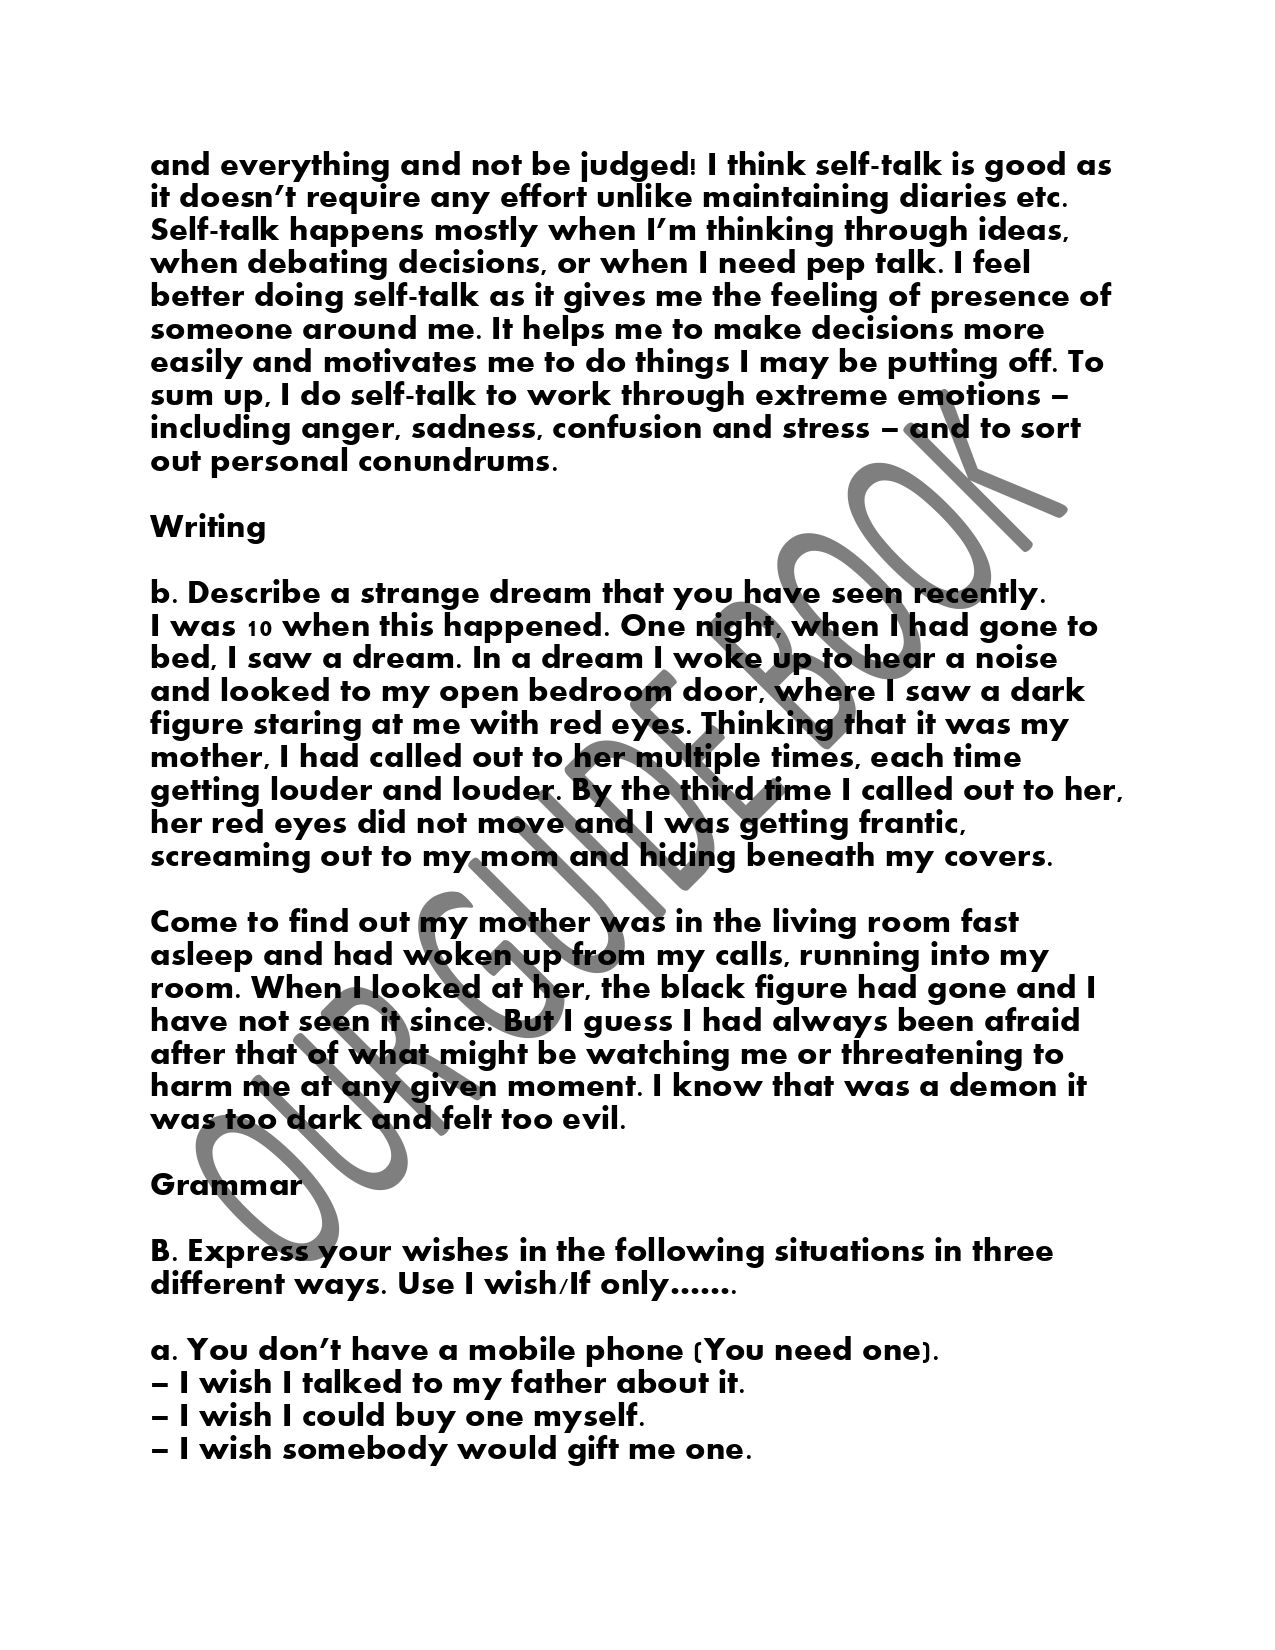 and everything and not be judged! I think self-talk is good as
it doesn't require any effort unlike maintaining diaries etc.
Self-talk happens mostly when I'm thinking through ideas,
when debating decisions, or when I need pep talk. I feel
better doing self-talk as it gives me the feeling of presence of
someone around me. It helps me to make decisions more
easily and motivates me to do things I may be putting off. To
sum up, I do self-talk to work through extreme emotions –
including anger, sadness, confusion and stress – and to sort
out personal conundrums.
Writing
b. Describe a strange dream that you have seen recently.
I was 10 when this happened. One night, when I had gone to
bed, I saw a dream. In a dream I woke up to hear a noise
and looked to my open bedroom door, where I saw a dark
figure staring at me with red eyes. Thinking that it was my
mother, I had called out to her multiple times, each time
getting louder and louder. By the third time I called out to her,
her red eyes did not move and I was getting frantic,
screaming out to my mom and hiding beneath my covers.
Come to find out my mother was in the living room fast
asleep and had woken up from my calls, running into my
room. When I looked at her, the black figure had gone and I
have not seen it since. But I guess I had always been afraid
after that of what might be watching me or threatening to
harm me at any given moment. I know that was a demon it
was too dark and felt too evil.
Grammar
B. Express your wishes in the following situations in three
different ways. Use I wish/If only…….
a. You don't have a mobile phone (You need one).
– I wish I talked to my father about it.
– I wish I could buy one myself.
– I wish somebody would gift me one.
OUR GUIDE BOOK